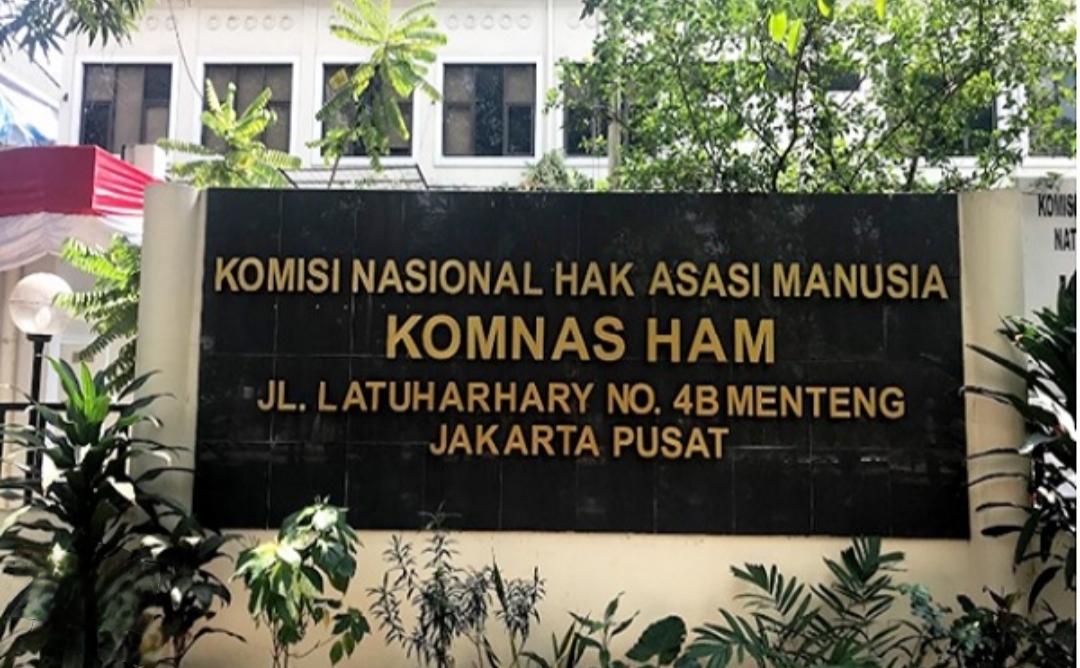 KOMISI NASIONAL HAK ASASI MANUSIA
KOMNAS HAM
JL. LATUHARHARY NO. 4B MENTENG
JAKARTA PUSAT